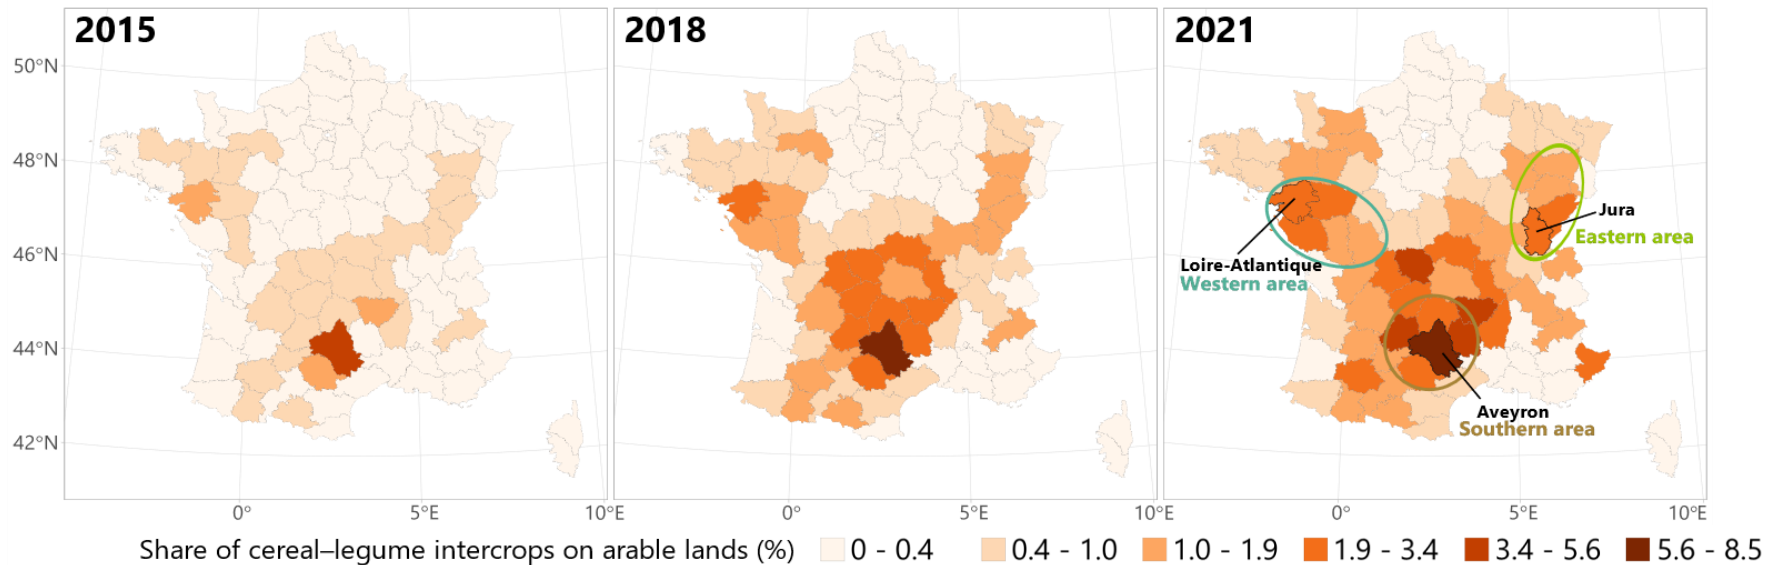 2015
2018
2021
50°N
48°N
46°N
44°N
42°N
Jura
Eastern area
Loire-Atlantique
Western area
Aveyron
Southern area
0°
5°E
10°E
0°
5°E
10°E
0°
5°E
10°E
Share of cereal–legume intercrops on arable lands (%) 0 - 0.4 0.4 - 1.0 1.0 - 1.9 1.9 - 3.4 3.4 - 5.6 5.6 - 8.5